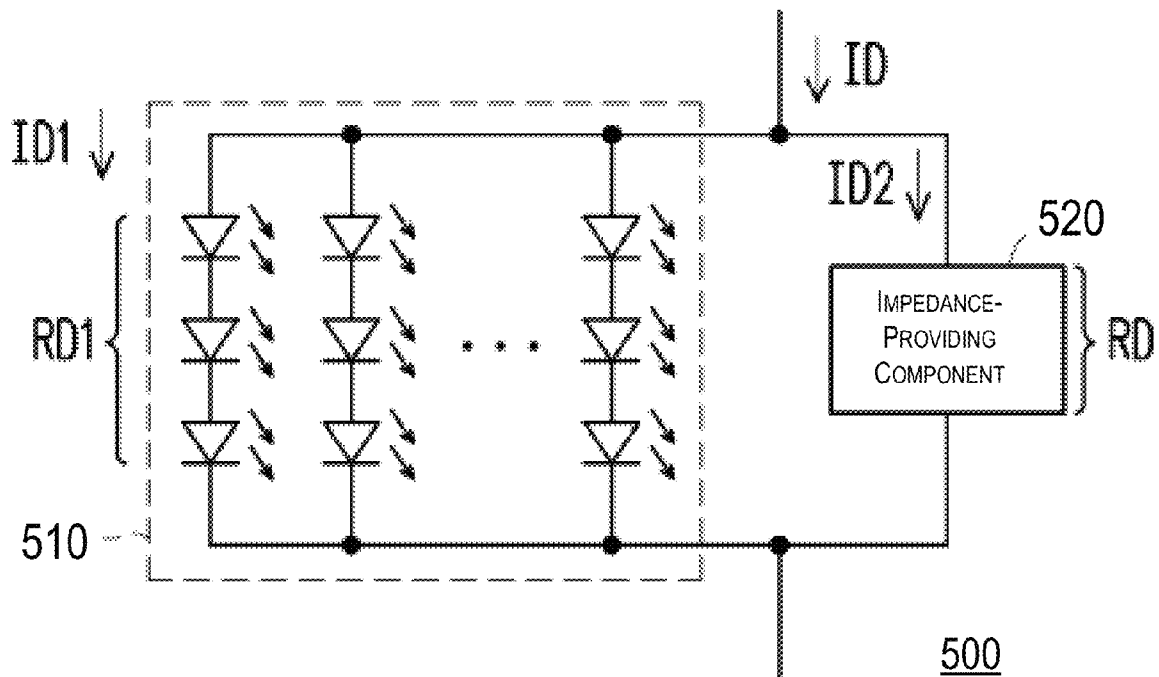 ID
ID1
ID2
520
RD1
IMPEDANCE-
PROVIDING
COMPONENT
RD
510
500